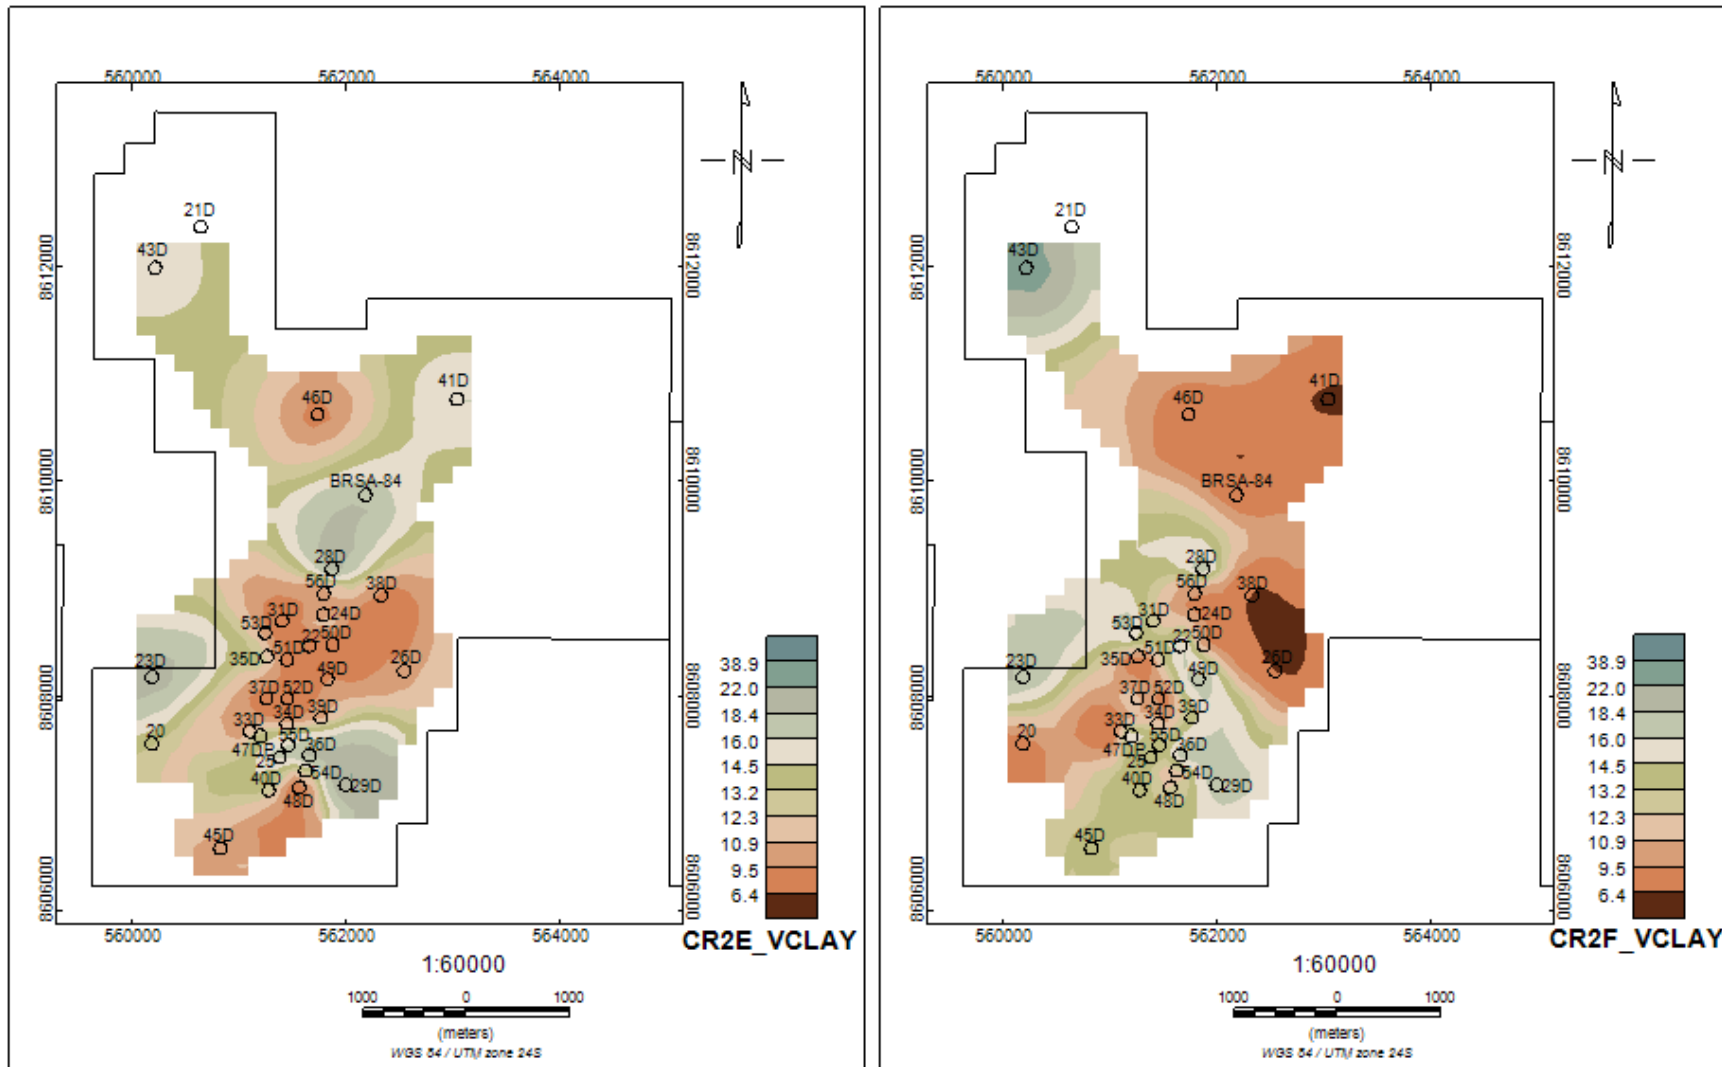 560000 562000 564000
N
21D
43D
8612000 8612000
41D
46D
BRSA-84
8610000 8610000
28D
56D 38D
31D 24D
53D 22 50D
35D 51D
23D 49D 26D
37D 52D
8608000 8608000
34D 39D
20 33D
55D 36D
47DP
25
40D 54D 29D
48D
45D
8606000 8606000
38.9
22.0
18.4
16.0
14.5
13.2
12.3
10.9
9.5
6.4
560000 562000 564000
CR2E_VCLAY
1:60000
1000 0 1000
(meters)
WGS 84 / UTM zone 24S
560000 562000 564000
N
21D
43D
8612000 8612000
41D
46D
BRSA-84
8610000 8610000
28D
56D 38D
31D 24D
53D 22 50D
35D 51D
23D 49D 26D
37D 52D
8608000 8608000
34D 39D
20 33D
55D 36D
47DP
25
40D 54D 29D
48D
45D
8606000 8606000
38.9
22.0
18.4
16.0
14.5
13.2
12.3
10.9
9.5
6.4
560000 562000 564000
CR2F_VCLAY
1:60000
1000 0 1000
(meters)
WGS 84 / UTM zone 24S